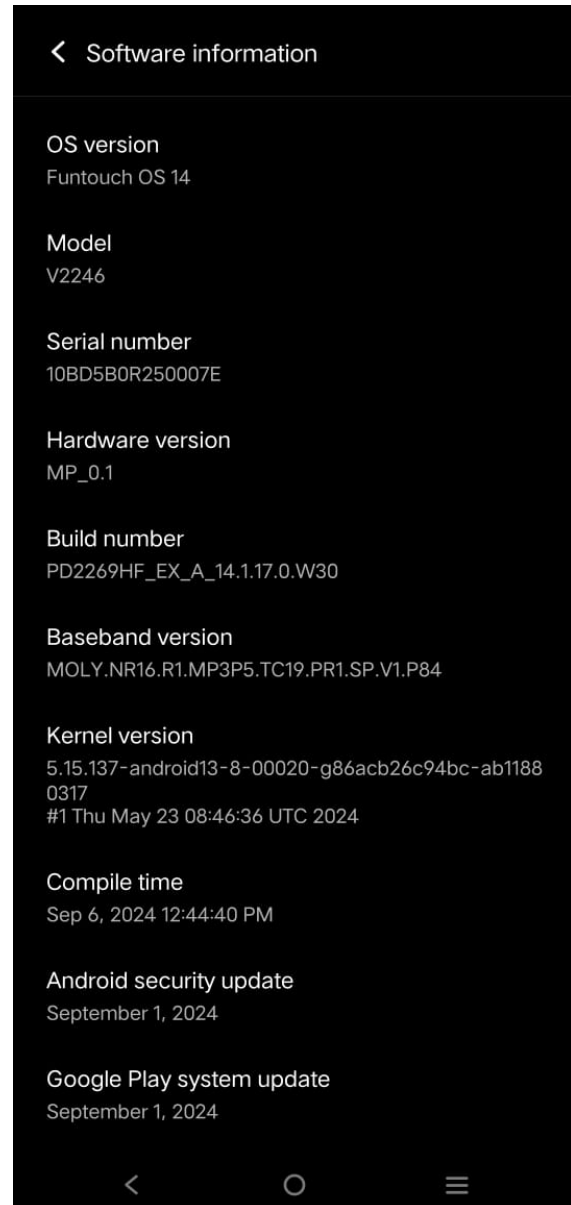 Software information
OS version
Funtouch OS 14
Model
V2246
Serial number
10BD5B0R250007E
Hardware version
MP_0.1
Build number
PD2269HF_EX_A_14.1.17.0.W30
Baseband version
MOLY.NR16.R1.MP3P5.TC19.PR1.SP.V1.P84
Kernel version
5.15.137-android13-8-00020-g86acb26c94bc-ab1188
0317
#1 Thu May 23 08:46:36 UTC 2024
Compile time
Sep 6, 2024 12:44:40 PM
Android security update
September 1, 2024
Google Play system update
September 1, 2024